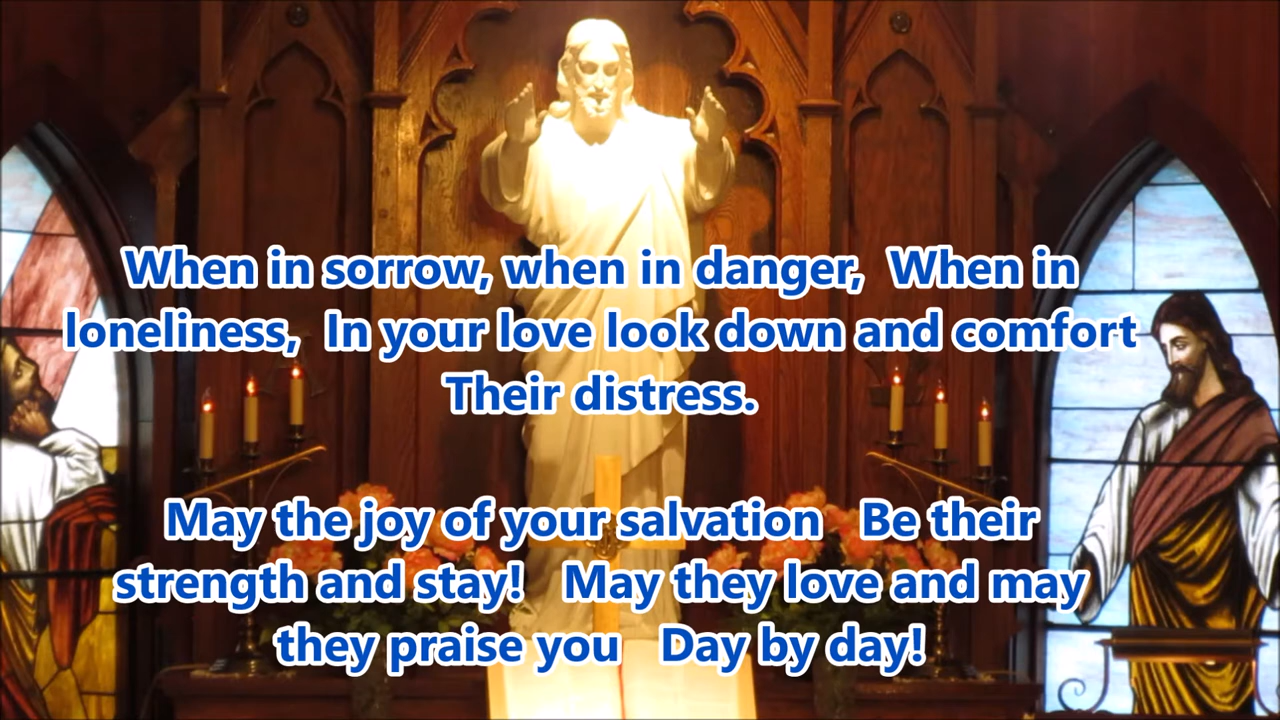 When in sorrow, when in danger,  When in
loneliness,  In your love look down and comfort
Their distress.
May the joy of your salvation   Be their
strength and stay!   May they love and may
they praise you   Day by day!